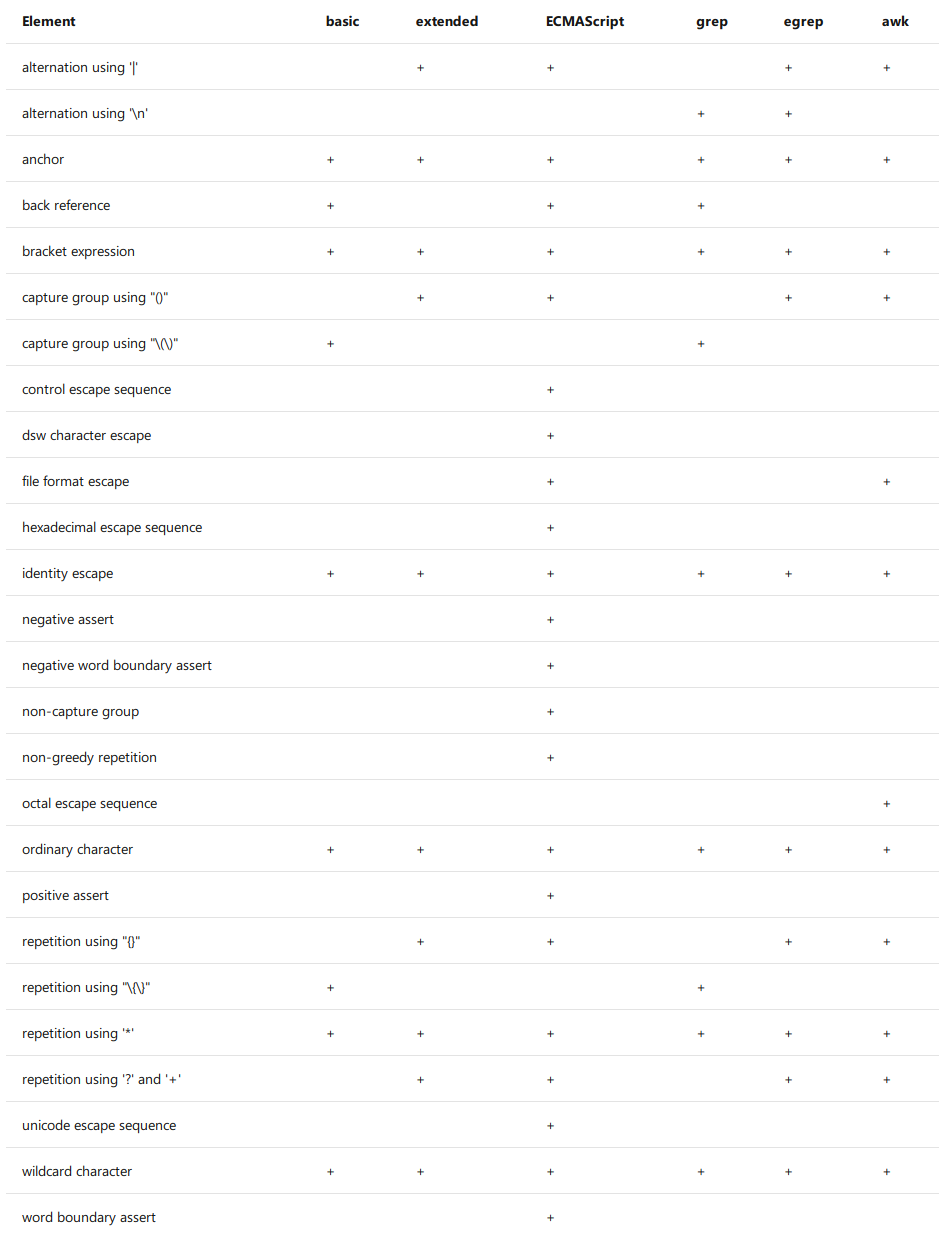 Element basic extended ECMAScript grep egrep awk
alternation using '|' + + + +
alternation using '\n' + +
anchor + + + + + +
back reference + + +
bracket expression + + + + + +
capture group using "()" + + + +
capture group using "\(\)" + +
control escape sequence +
dsw character escape +
file format escape + +
hexadecimal escape sequence +
identity escape + + + + + +
negative assert +
negative word boundary assert +
non-capture group +
non-greedy repetition +
octal escape sequence +
ordinary character + + + + + +
positive assert +
repetition using "{}" + + + +
repetition using "\{\}" + +
repetition using '*' + + + + + +
repetition using '?' and '+' + + + +
unicode escape sequence +
wildcard character + + + + + +
word boundary assert +